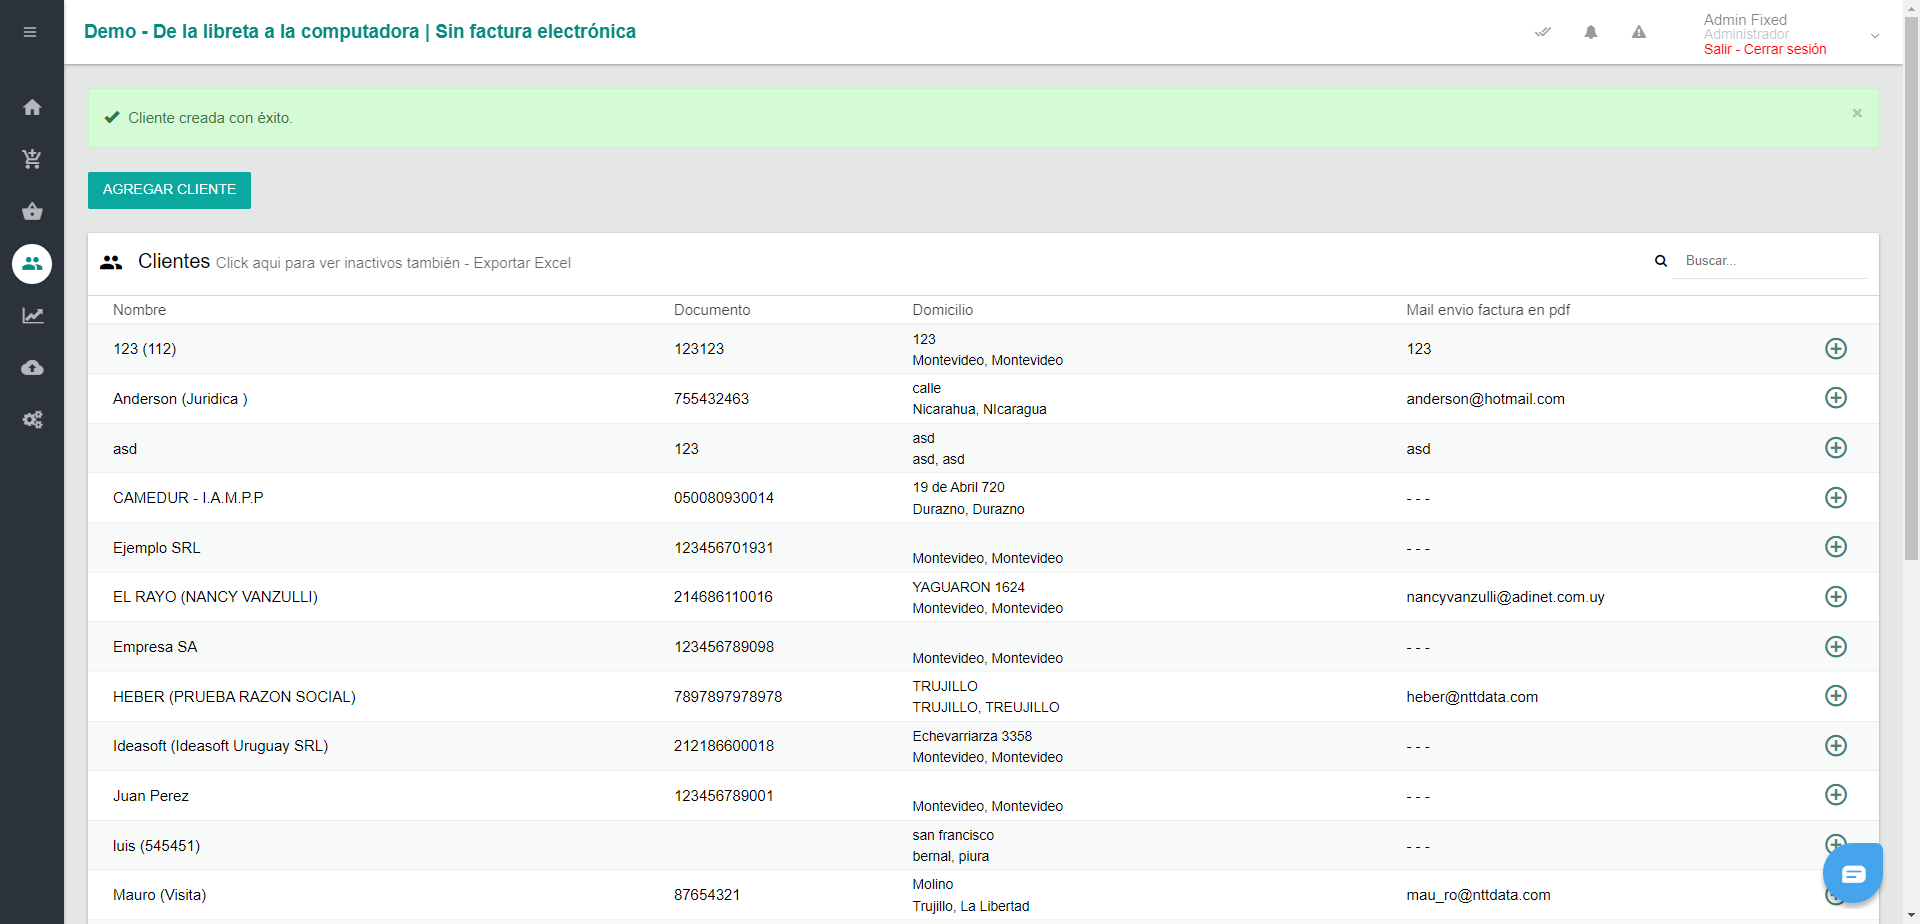 Demo - De la libreta a la computadora | Sin factura electrónica
Admin Fixed
Administrador
Salir - Cerrar sesión
Cliente creada con éxito.
×
AGREGAR CLIENTE
Clientes Click aqui para ver inactivos también - Exportar Excel
Buscar...
Nombre Documento Domicilio Mail envio factura en pdf
123 (112) 123123 123 123
Montevideo, Montevideo
Anderson (Juridica ) 755432463 calle anderson@hotmail.com
Nicarahua, NIcaragua
asd 123 asd asd
asd, asd
CAMEDUR - I.A.M.P.P 050080930014 19 de Abril 720 - - -
Durazno, Durazno
Ejemplo SRL 123456701931 Montevideo, Montevideo - - -
EL RAYO (NANCY VANZULLI) 214686110016 YAGUARON 1624 nancyvanzulli@adinet.com.uy
Montevideo, Montevideo
Empresa SA 123456789098 Montevideo, Montevideo - - -
HEBER (PRUEBA RAZON SOCIAL) 7897897978978 TRUJILLO heber@nttdata.com
TRUJILLO, TREUJILLO
Ideasoft (Ideasoft Uruguay SRL) 212186600018 Echevarriarza 3358 - - -
Montevideo, Montevideo
Juan Perez 123456789001 Montevideo, Montevideo - - -
luis (545451) san francisco - - -
bernal, piura
Mauro (Visita) 87654321 Molino mau_ro@nttdata.com
Trujillo, La Libertad